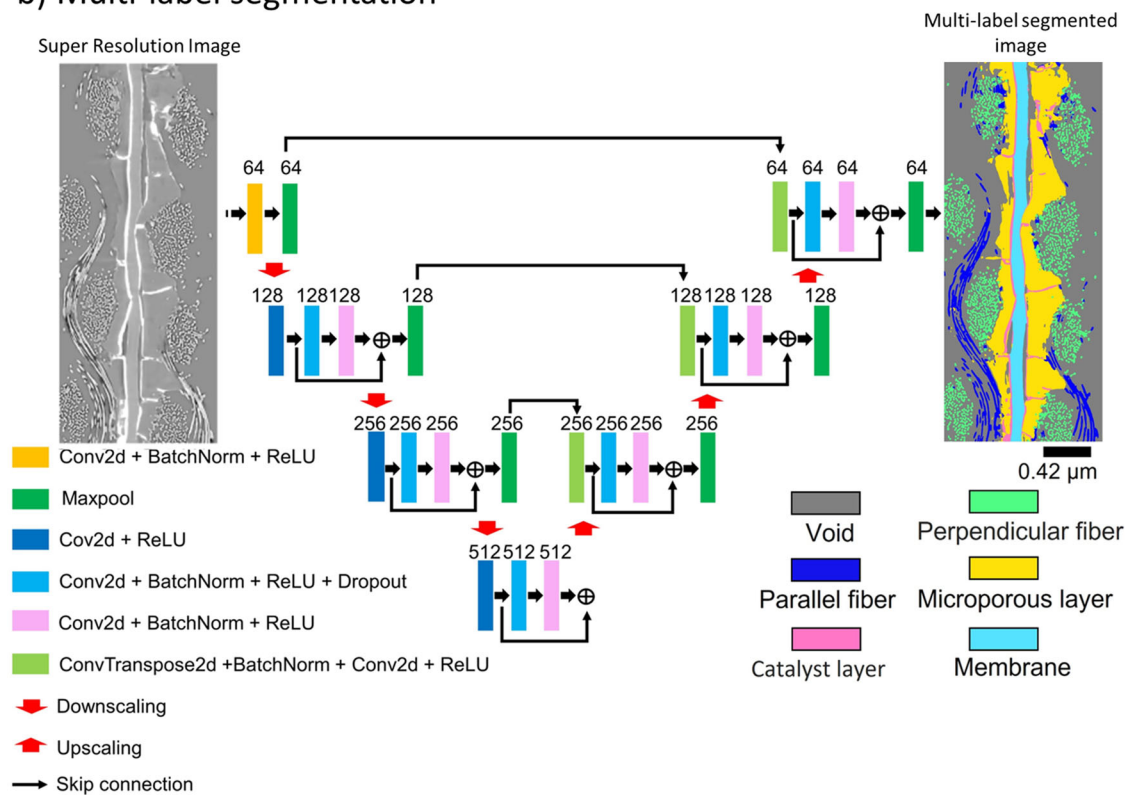 b) Multi-label segmentation
Super Resolution Image
Multi-label segmented
image
64 64
64 64 64 64
128 128 128 128
128 128 128 128
256 256 256 256
256 256 256 256
512 512 512
Conv2d + BatchNorm + ReLU
Maxpool
Cov2d + ReLU
Conv2d + BatchNorm + ReLU + Dropout
Conv2d + BatchNorm + ReLU
ConvTranspose2d +BatchNorm + Conv2d + ReLU
Downscaling
Upscaling
Skip connection
0.42 µm
Void
Perpendicular fiber
Parallel fiber
Microporous layer
Catalyst layer
Membrane